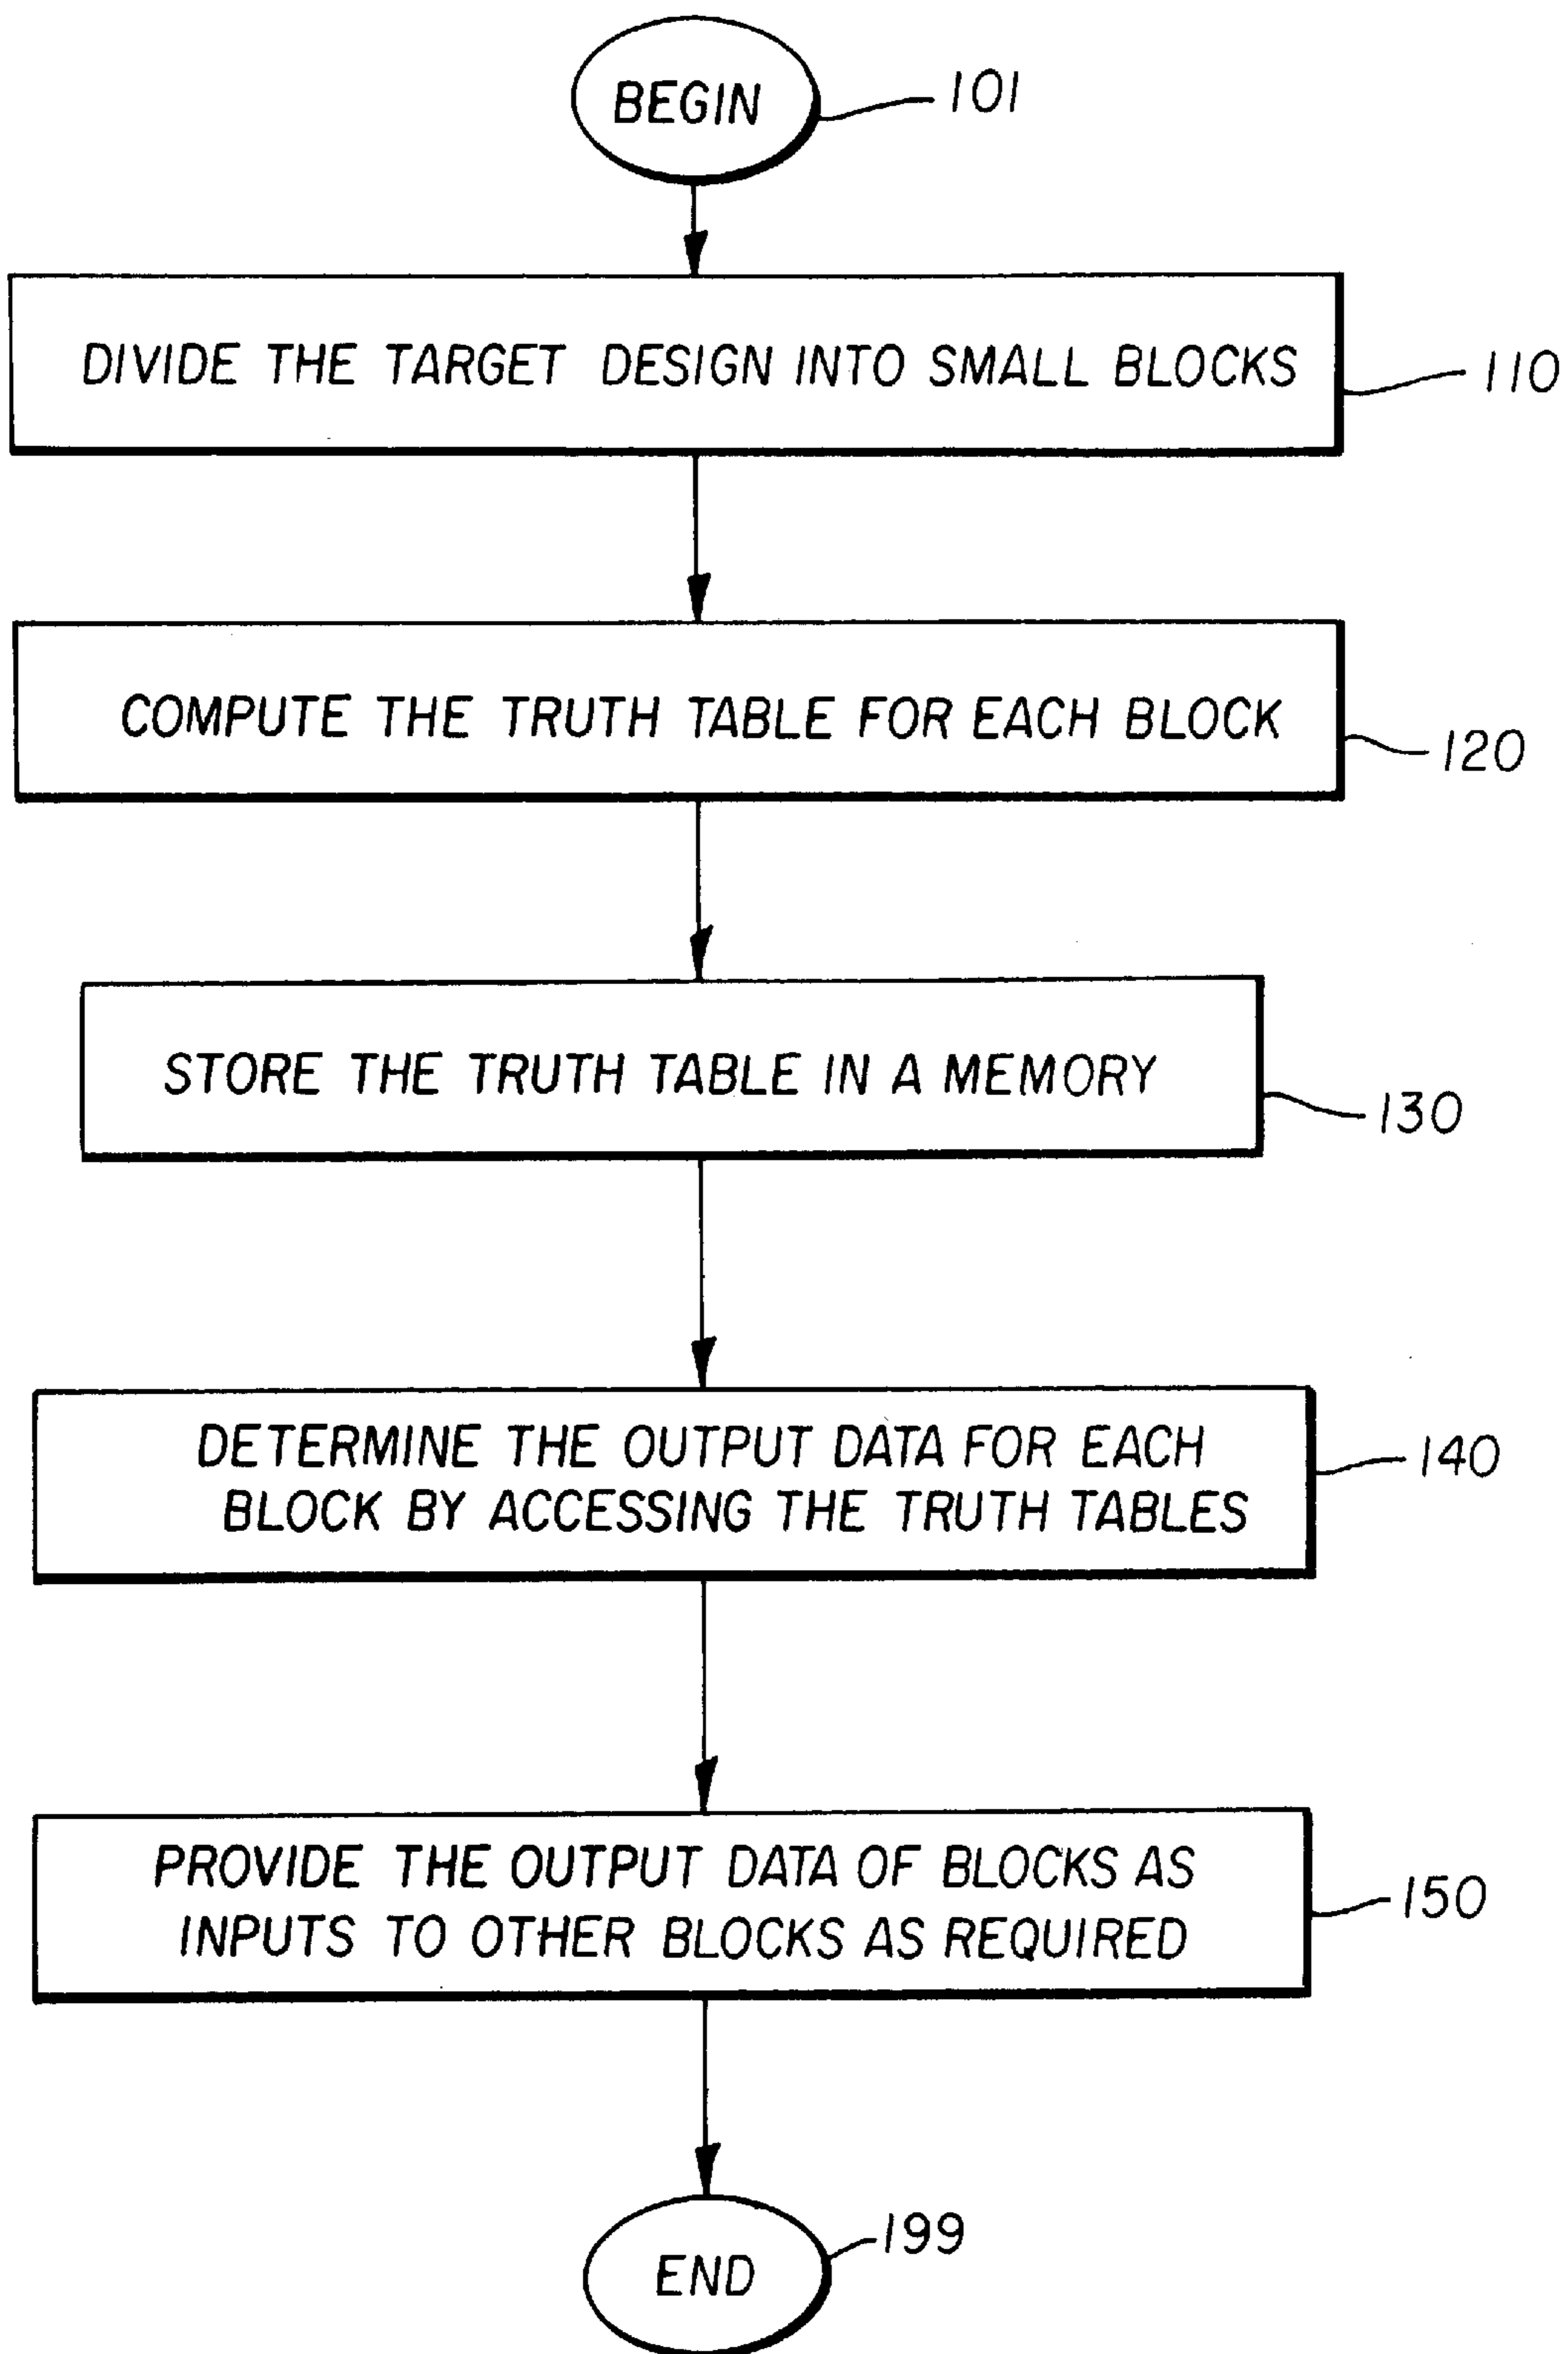 BEGIN
101
DIVIDE THE TARGET DESIGN INTO SMALL BLOCKS
110
COMPUTE THE TRUTH TABLE FOR EACH BLOCK
120
STORE THE TRUTH TABLE IN A MEMORY
130
DETERMINE THE OUTPUT DATA FOR EACH
BLOCK BY ACCESSING THE TRUTH TABLES
140
PROVIDE THE OUTPUT DATA OF BLOCKS AS
INPUTS TO OTHER BLOCKS AS REQUIRED
150
END
199